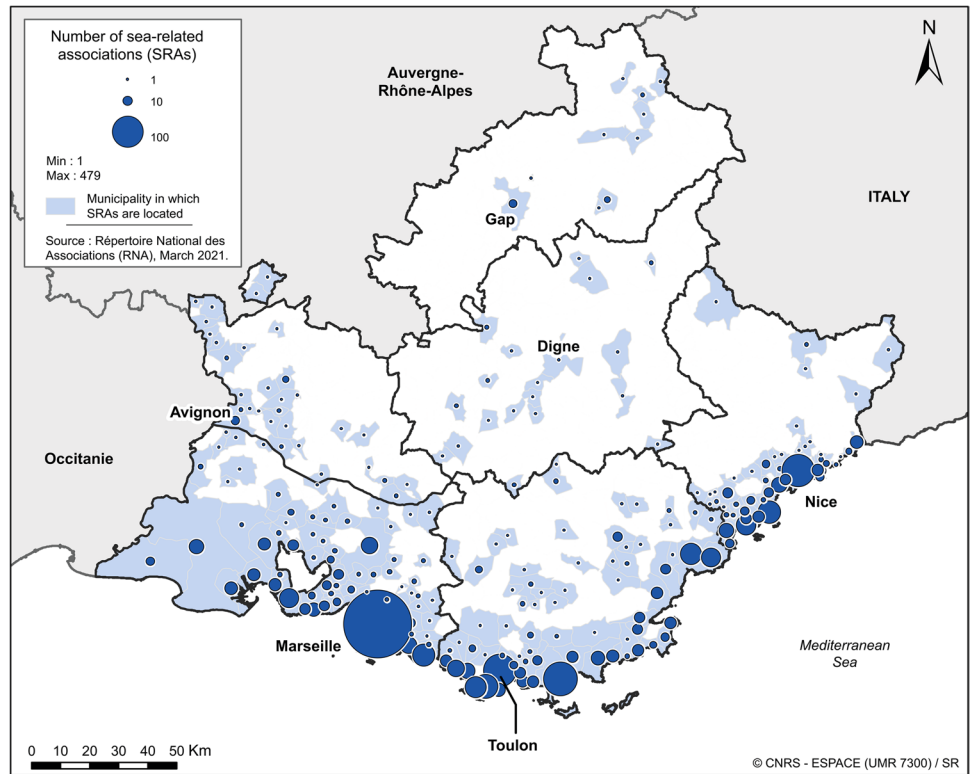 Number of sea-related
associations (SRAs)
1
10
100
Min : 1
Max : 479
Municipality in which
SRAs are located
Source : Répertoire National des
Associations (RNA), March 2021.
N
Auvergne-
Rhône-Alpes
ITALY
Gap
Digne
Avignon
Occitanie
Nice
Marseille
Mediterranean
Sea
Toulon
0 10 20 30 40 50 Km
© CNRS - ESPACE (UMR 7300) / SR